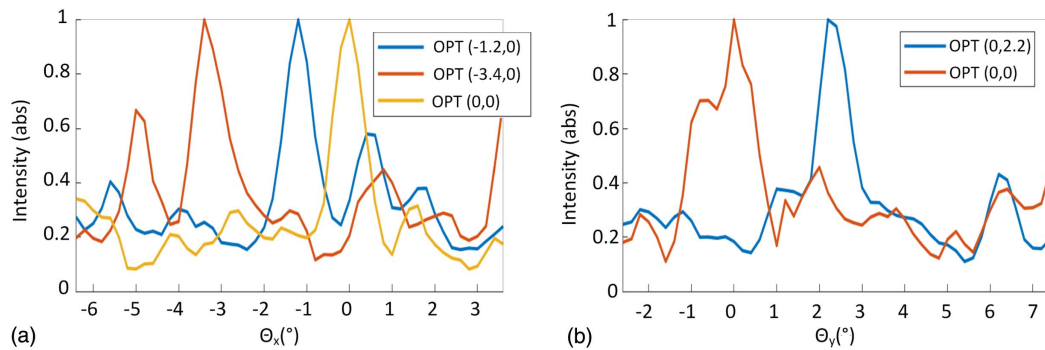 1
0.8
0.6
0.4
0.2
0
Intensity (abs)
OPT (-1.2,0)
OPT (-3.4,0)
OPT (0,0)
-6 -5 -4 -3 -2 -1 0 1 2 3
(a)
Θx(°)
1
0.8
0.6
0.4
0.2
0
Intensity (abs)
OPT (0,2.2)
OPT (0,0)
-2 -1 0 1 2 3 4 5 6 7
(b)
Θy(°)